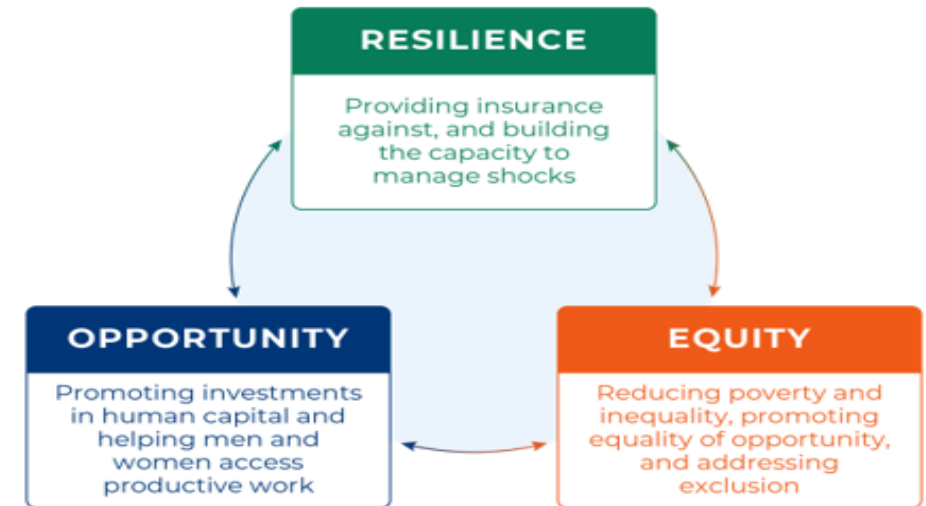 RESILIENCE
Providing insurance
against, and building
the capacity to
manage shocks
OPPORTUNITY
Promoting investments
in human capital and
helping men and
women access
productive work
EQUITY
Reducing poverty and
inequality, promoting
equality of opportunity,
and addressing
exclusion